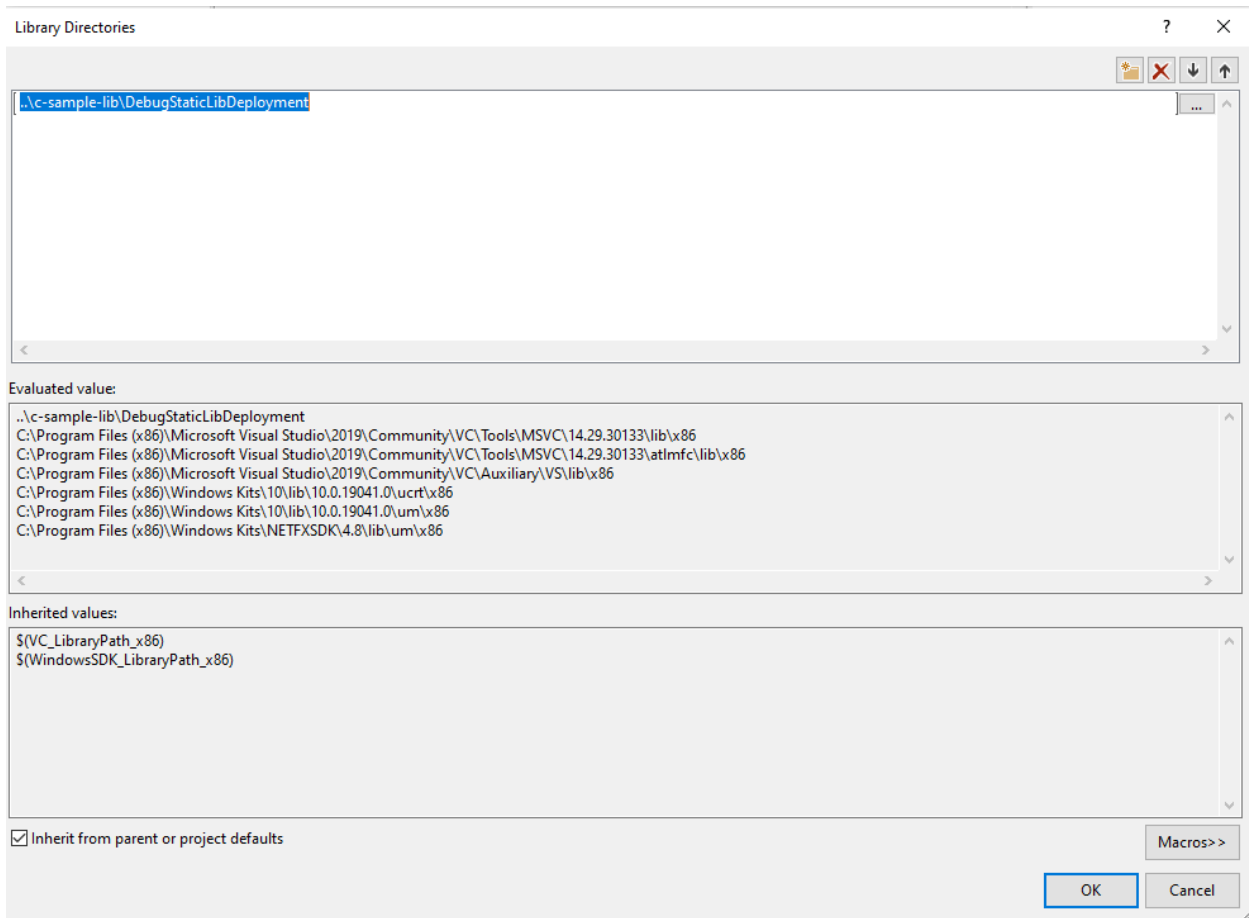 Library Directories
?
..\c-sample-lib\DebugStaticLibDeployment
...
Evaluated value:
..\c-sample-lib\DebugStaticLibDeployment
C:\Program Files (x86)\Microsoft Visual Studio\2019\Community\VC\Tools\MSVC\14.29.30133\lib\x86
C:\Program Files (x86)\Microsoft Visual Studio\2019\Community\VC\Tools\MSVC\14.29.30133\atlmfc\lib\x86
C:\Program Files (x86)\Microsoft Visual Studio\2019\Community\VC\Auxiliary\VS\lib\x86
C:\Program Files (x86)\Windows Kits\10\lib\10.0.19041.0\ucrt\x86
C:\Program Files (x86)\Windows Kits\10\lib\10.0.19041.0\um\x86
C:\Program Files (x86)\Windows Kits\NETFXSDK\4.8\lib\um\x86
Inherited values:
$(VC_LibraryPath_x86)
$(WindowsSDK_LibraryPath_x86)
Inherit from parent or project defaults
Macros>>
OK
Cancel